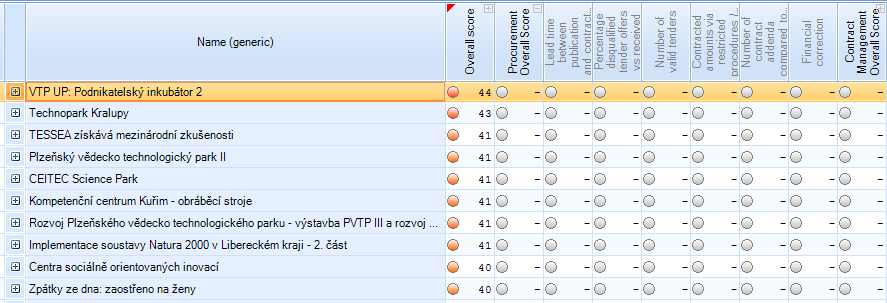 Name (generic)
Overall score
Procurement
Overall Score
Lead time
between
publication
and contract...
Percentage
disqualified
tender offers
vs received
Number of
valid tenders
Contracted
amounts via
restricted
procedures /...
Number of
contract
addenda
compared to...
Financial
correction
Contract
Management
Overall Score
VTP UP: Podnikatelský inkubátor 2 44 - - - - - - - -
Technopark Kralupy 43 - - - - - - - -
TESSEA získává mezinárodní zkušenosti 41 - - - - - - - -
Plzeňský vědecko technologický park II 41 - - - - - - - -
CEITEC Science Park 41 - - - - - - - -
Kompetenční centrum Kuřim - obráběcí stroje 41 - - - - - - - -
Rozvoj Plzeňského vědecko technologického parku - výstavba PVTP III a rozvoj ... 41 - - - - - - - -
Implementace soustavy Natura 2000 v Libereckém kraji - 2. část 41 - - - - - - - -
Centra sociálně orientovaných inovací 40 - - - - - - - -
Zpátky ze dna: zaostřeno na ženy 40 - - - - - - - -